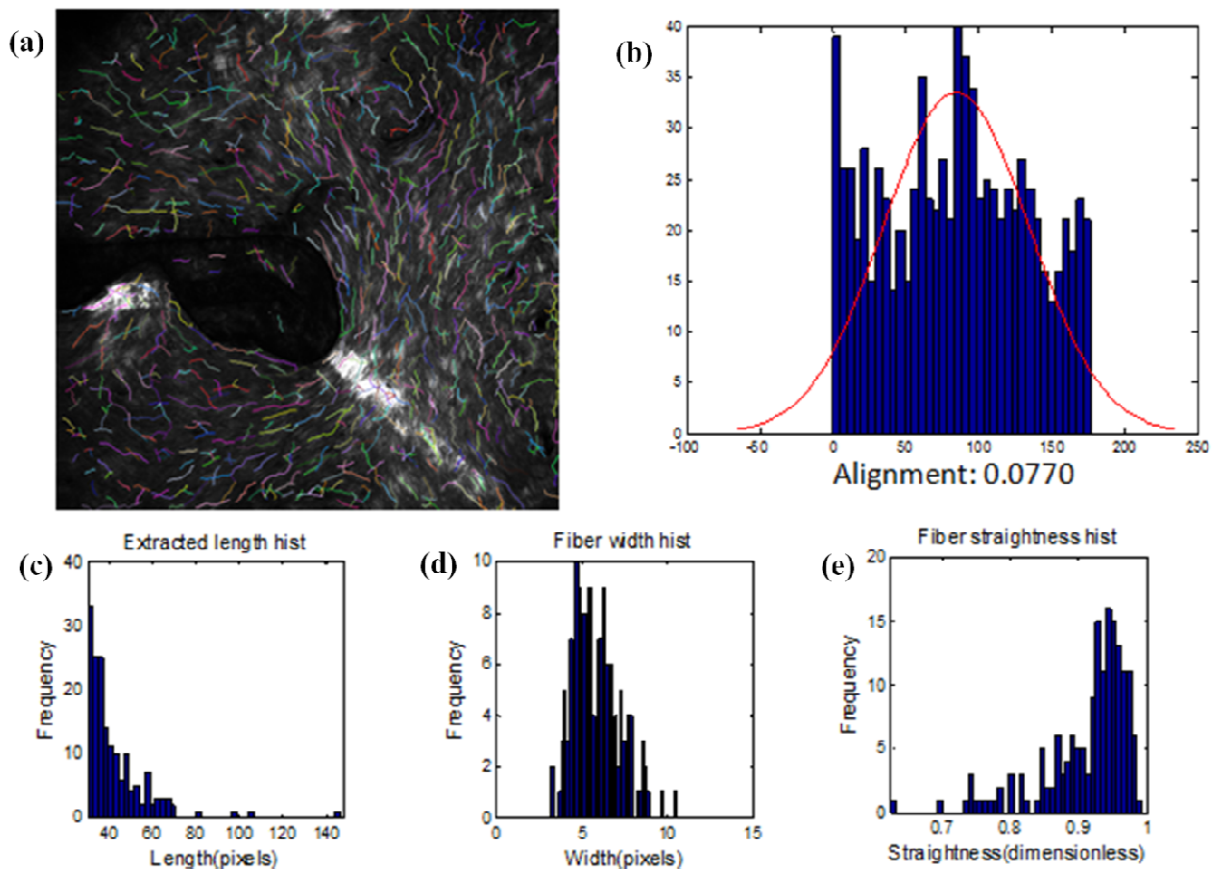 (a)
(b)
40
35
30
25
20
15
10
5
0
-100 -50 0 50 100 150 200 250
Alignment: 0.0770
(c)
Extracted length hist
40
30
20
10
0
Frequency
40 60 80 100 120 140
Length(pixels)
(d)
Fiber width hist
10
8
6
4
2
0
Frequency
0 5 10 15
Width(pixels)
(e)
Fiber straightness hist
20
15
10
5
0
Frequency
0.7 0.8 0.9 1
Straightness(dimensionless)